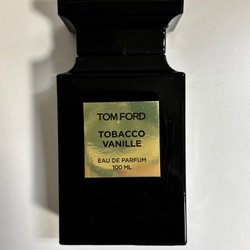 TOM FORD
TOBACCO
VANILLE
EAU DE PARFUM
100 ML